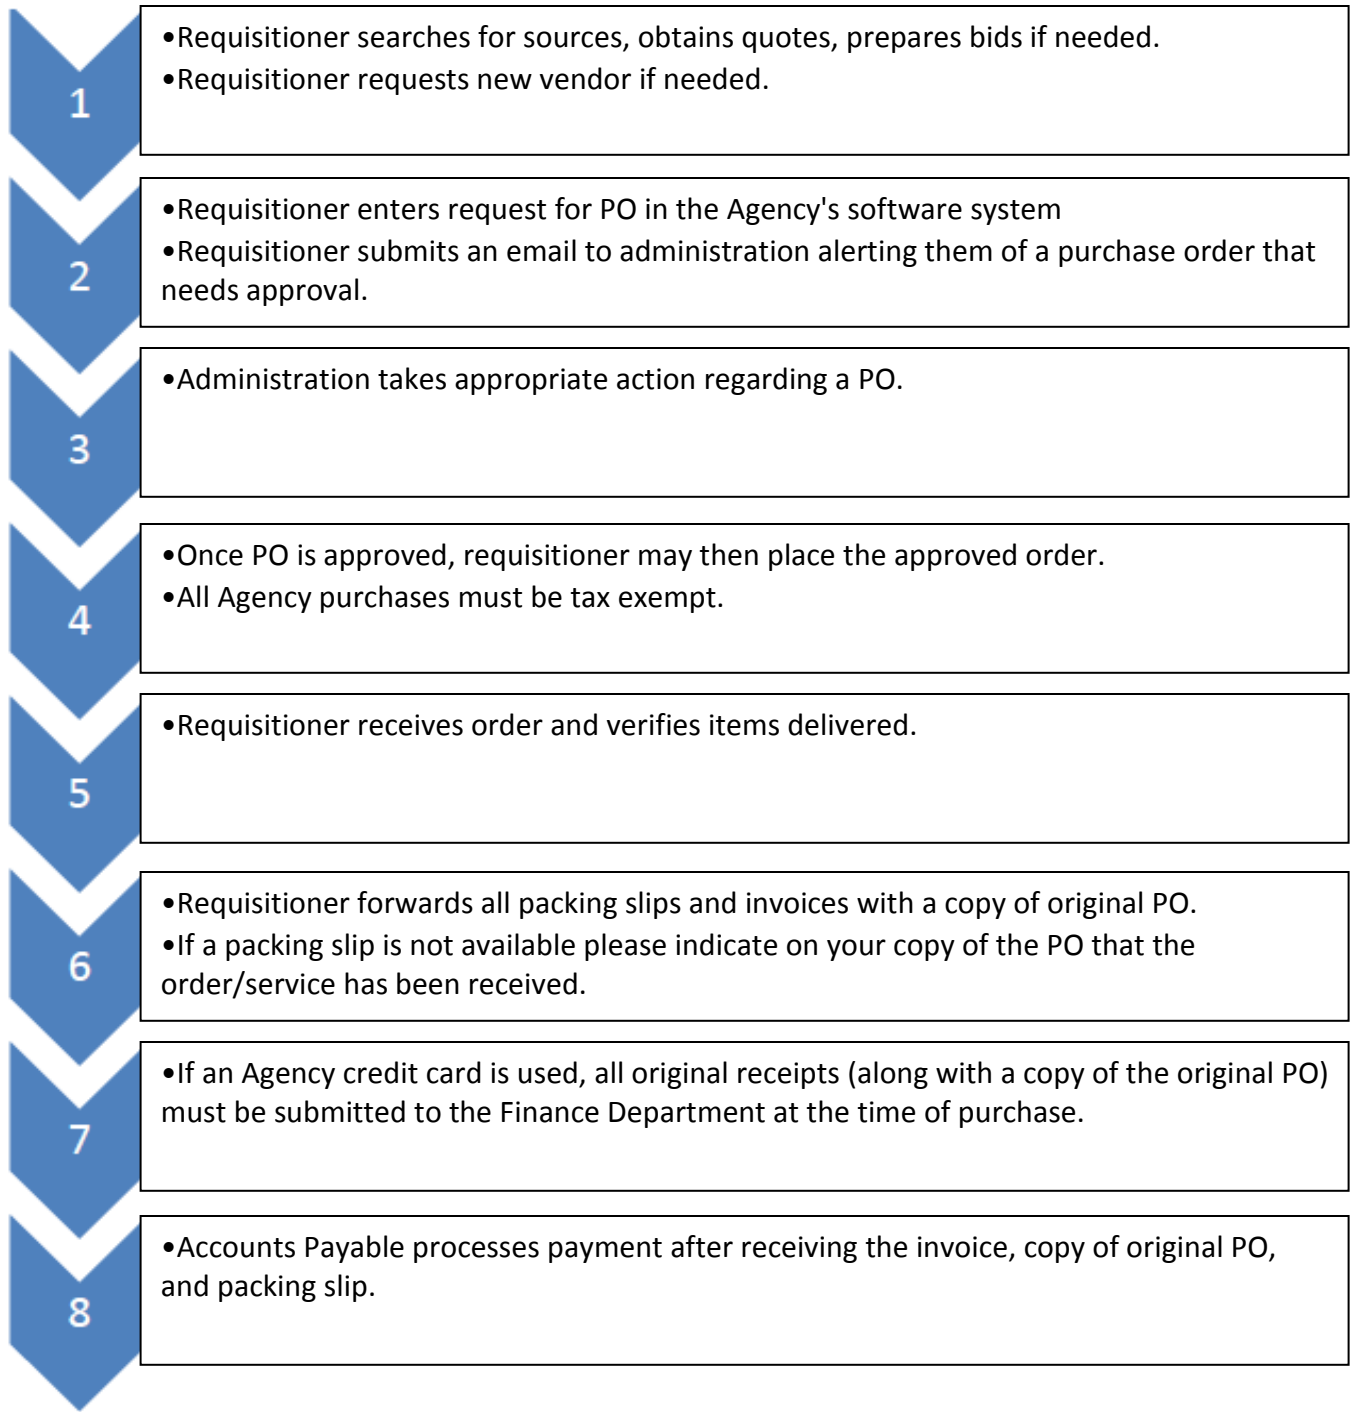 1
•Requisitioner searches for sources, obtains quotes, prepares bids if needed.
•Requisitioner requests new vendor if needed.
2
•Requisitioner enters request for PO in the Agency's software system
•Requisitioner submits an email to administration alerting them of a purchase order that
needs approval.
3
•Administration takes appropriate action regarding a PO.
4
•Once PO is approved, requisitioner may then place the approved order.
•All Agency purchases must be tax exempt.
5
•Requisitioner receives order and verifies items delivered.
6
•Requisitioner forwards all packing slips and invoices with a copy of original PO.
•If a packing slip is not available please indicate on your copy of the PO that the
order/service has been received.
7
•If an Agency credit card is used, all original receipts (along with a copy of the original PO)
must be submitted to the Finance Department at the time of purchase.
8
•Accounts Payable processes payment after receiving the invoice, copy of original PO,
and packing slip.